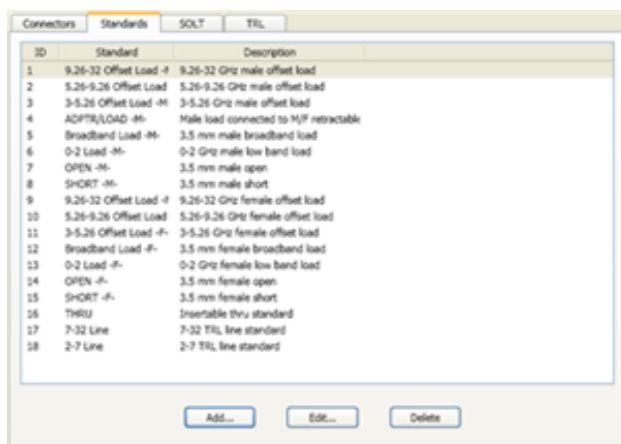 Connectors Standards SOLT TRL
ID Standard Description
1 9.26-32 Offset Load -M 9.26-32 GHz male offset load
2 5.26-9.26 Offset Load 5.26-9.26 GHz male offset load
3 3-5.26 Offset Load -M 3-5.26 GHz male offset load
4 ADPTR/LOAD -M- Male load connected to M/F retractable
5 Broadband Load -M- 3.5 mm male broadband load
6 0-2 Load -M- 0-2 GHz male low band load
7 OPEN -M- 3.5 mm male open
8 SHORT -M- 3.5 mm male short
9 9.26-32 Offset Load -F 9.26-32 GHz female offset load
10 5.26-9.26 Offset Load 5.26-9.26 GHz female offset load
11 3-5.26 Offset Load -F- 3-5.26 GHz female offset load
12 Broadband Load -F- 3.5 mm female broadband load
13 0-2 Load -F- 0-2 GHz female low band load
14 OPEN -F- 3.5 mm female open
15 SHORT -F- 3.5 mm female short
16 THRU Insertable thru standard
17 7-32 Line 7-32 TRL line standard
18 2-7 Line 2-7 TRL line standard
Add... Edit... Delete